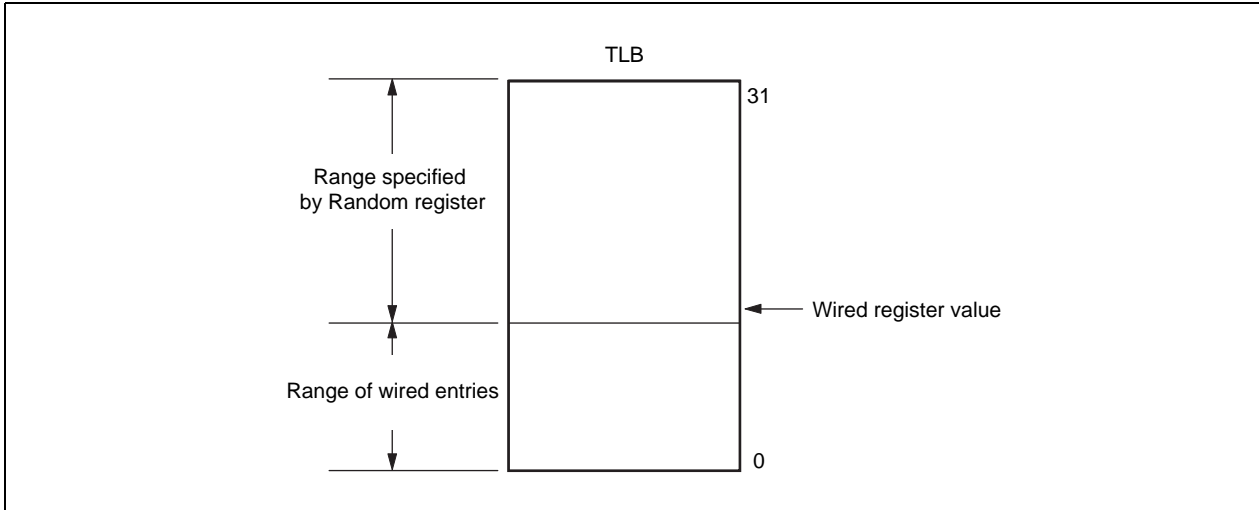 TLB
31
Range specified
by Random register
Wired register value
Range of wired entries
0